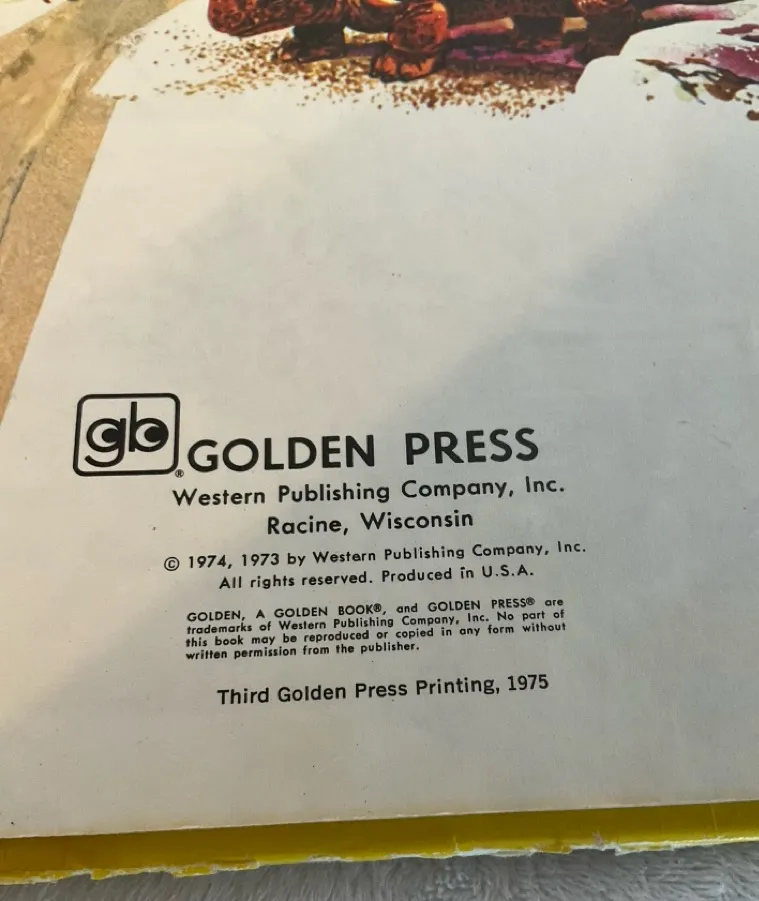 gb® GOLDEN PRESS
Western Publishing Company, Inc.
Racine, Wisconsin
© 1974, 1973 by Western Publishing Company, Inc.
All rights reserved. Produced in U.S.A.
GOLDEN, A GOLDEN BOOK®, and GOLDEN PRESS® are
trademarks of Western Publishing Company, Inc. No part of
this book may be reproduced or copied in any form without
written permission from the publisher.
Third Golden Press Printing, 1975